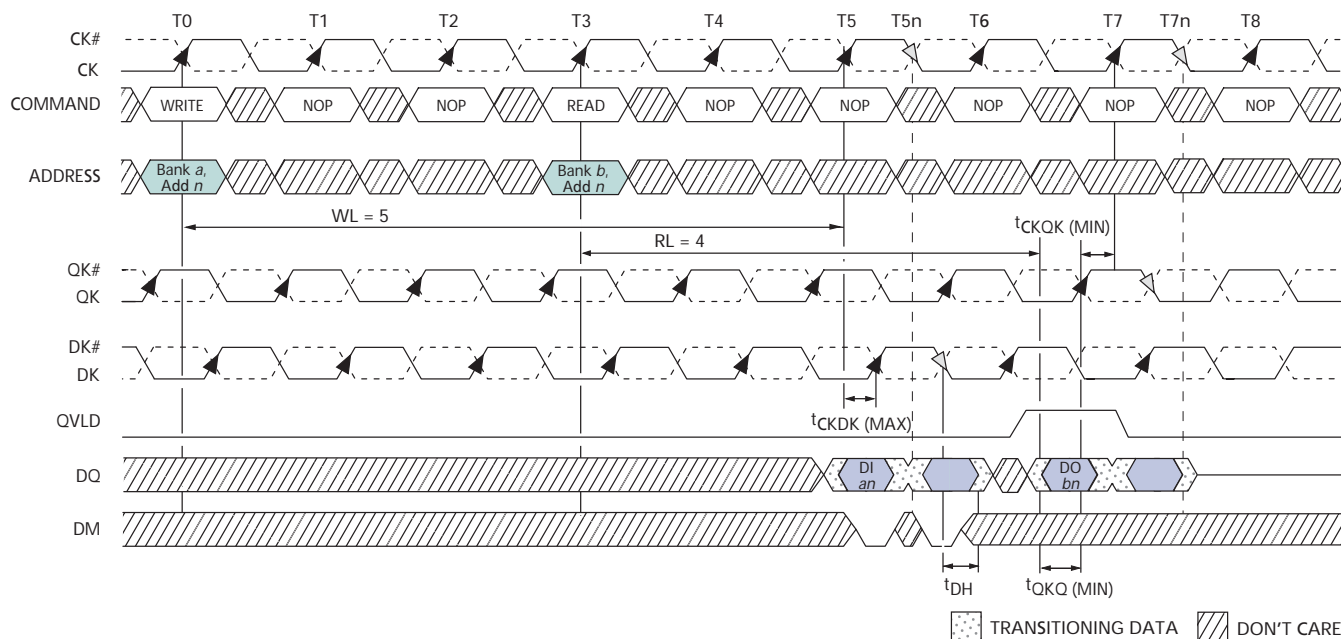 T0 T1 T2 T3 T4 T5 T5n T6 T7 T7n T8
CK#
CK
COMMAND WRITE NOP NOP READ NOP NOP NOP NOP NOP
ADDRESS Bank a, Add n Bank b, Add n
WL = 5
tCKQK (MIN)
RL = 4
QK#
QK
DK#
DK
tCKDK (MAX)
QVLD
DQ DI an DO bn
DM
tDH tQKQ (MIN)
TRANSITIONING DATA DON'T CARE